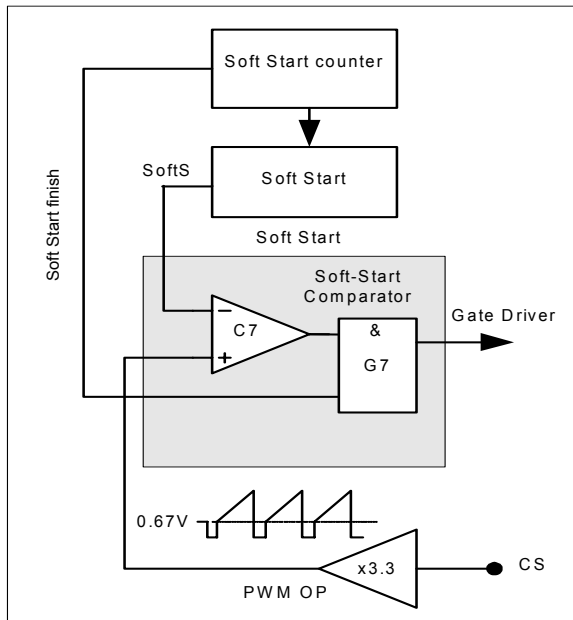 Soft Start counter
SoftS
Soft Start
Soft Start finish
Soft Start
Soft-Start
Comparator
Gate Driver
−
C7
+
&
G7
0.67V
x3.3
CS
PWM OP